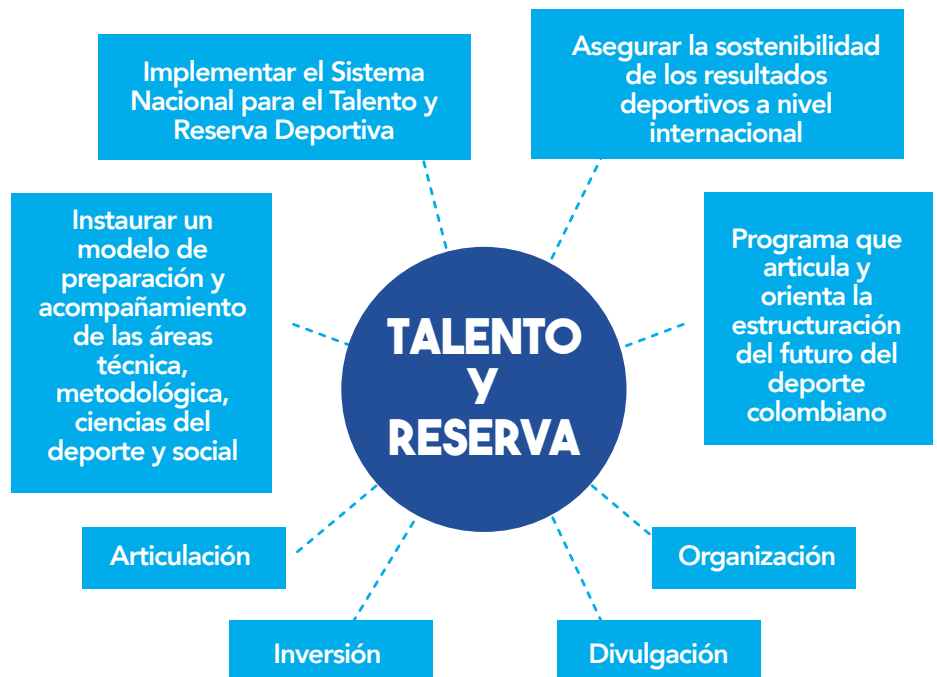 Implementar el Sistema
Nacional para el Talento y
Reserva Deportiva
Asegurar la sostenibilidad
de los resultados
deportivos a nivel
internacional
Instaurar un
modelo de
preparación y
acompañamiento
de las áreas
técnica,
metodológica,
ciencias del
deporte y social
TALENTO
Y
RESERVA
Programa que
articula y
orienta la
estructuración
del futuro del
deporte
colombiano
Articulación
Organización
Inversión
Divulgación